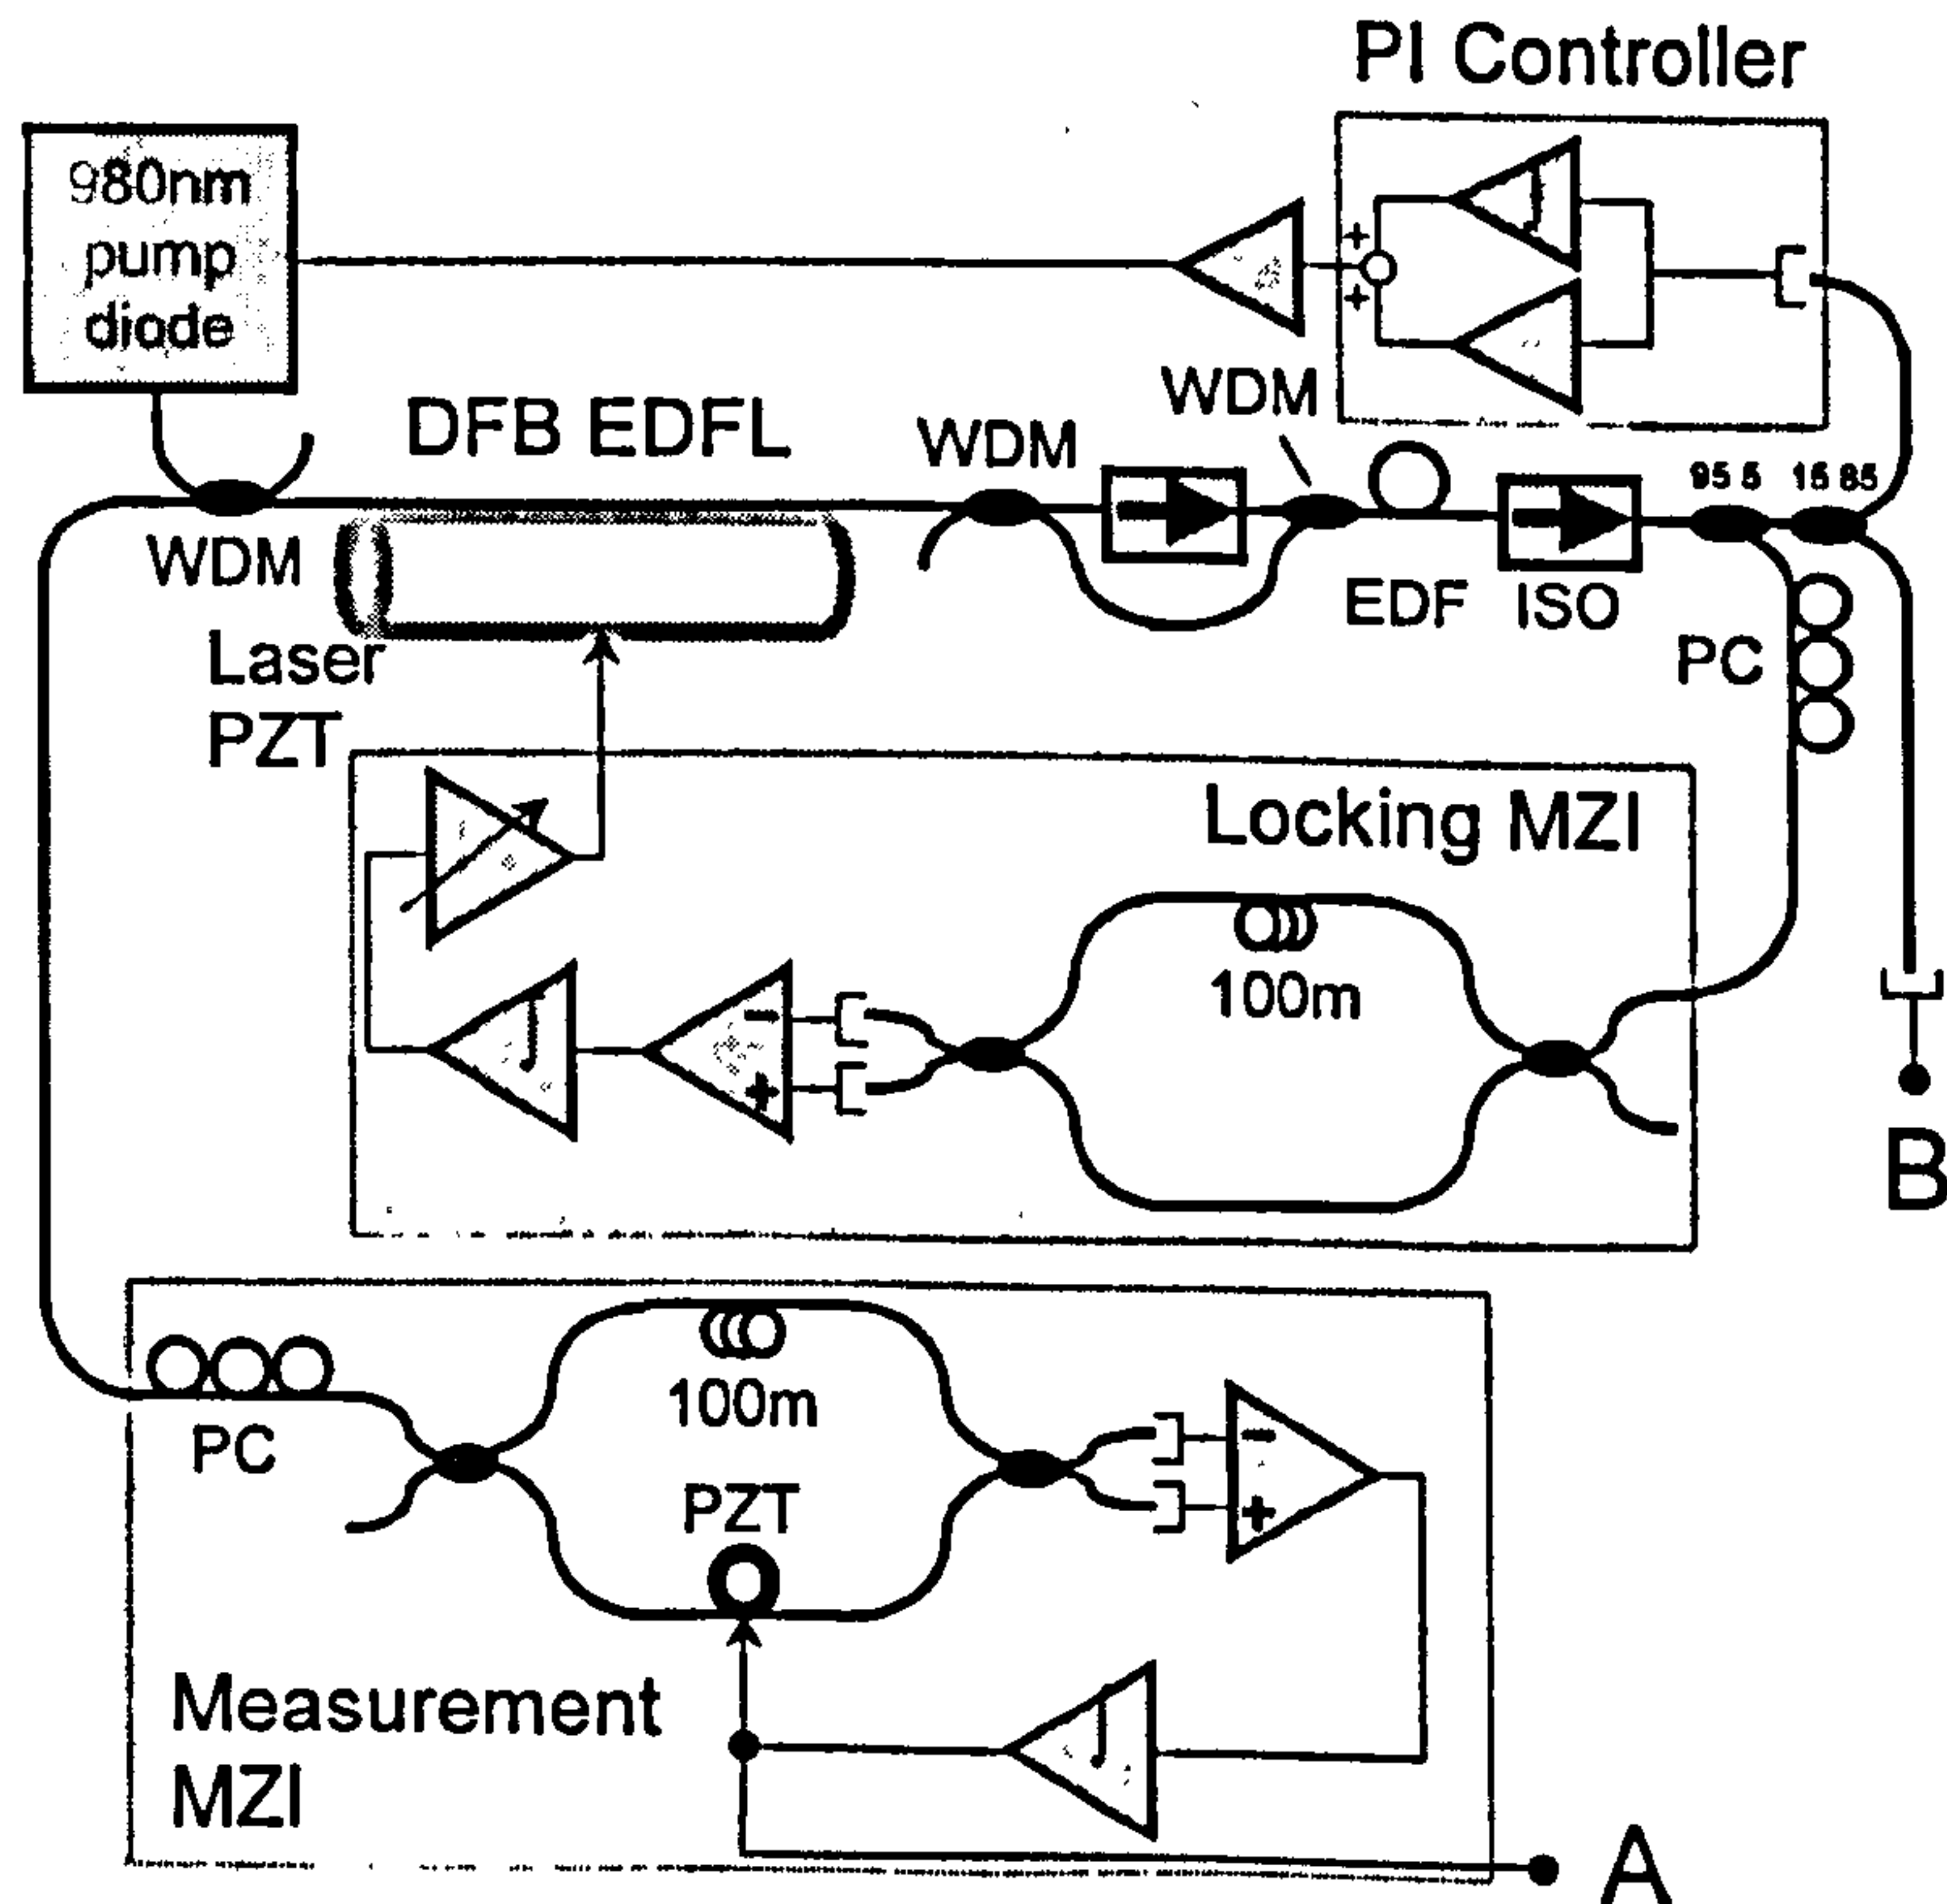 PI Controller
980nm
pump
diode
+
+
WDM
DFB EDFL
WDM
95 5
15 85
WDM
EDF
ISO
PC
Laser
PZT
Locking MZI
100m
-
+
B
100m
PC
PZT
-
+
Measurement
MZI
A